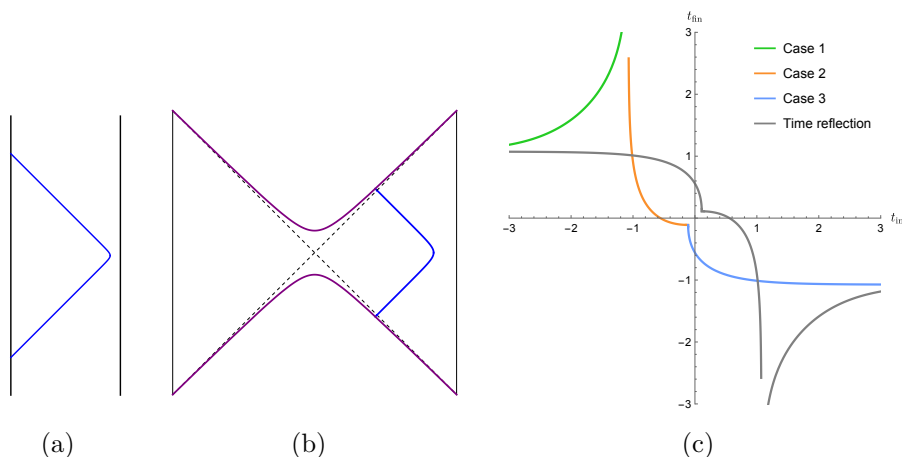 t_fin
3
2
1
-1
-2
-3
-3 -2 -1 1 2 3
t_in
Case 1
Case 2
Case 3
Time reflection
(a) (b) (c)